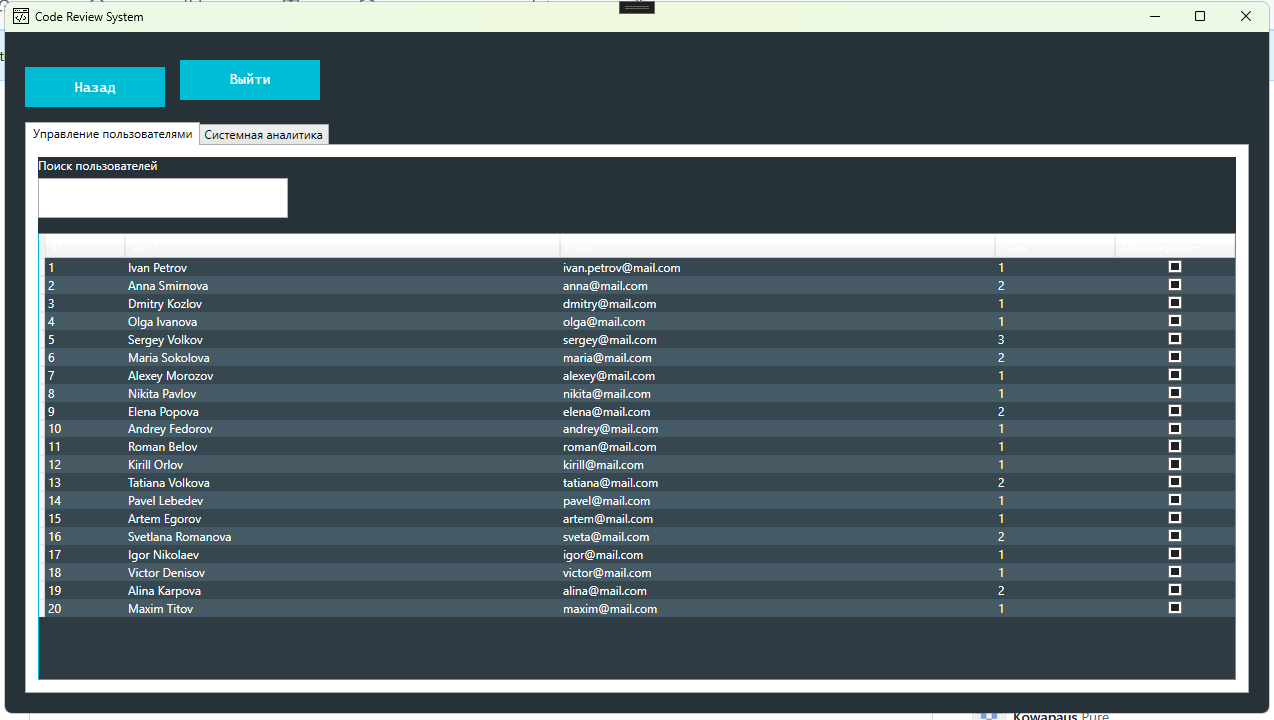 Code Review System
Назад
Выйти
Управление пользователями
Системная аналитика
Поиск пользователей
1 Ivan Petrov ivan.petrov@mail.com 1
2 Anna Smirnova anna@mail.com 2
3 Dmitry Kozlov dmitry@mail.com 1
4 Olga Ivanova olga@mail.com 1
5 Sergey Volkov sergey@mail.com 3
6 Maria Sokolova maria@mail.com 2
7 Alexey Morozov alexey@mail.com 1
8 Nikita Pavlov nikita@mail.com 1
9 Elena Popova elena@mail.com 2
10 Andrey Fedorov andrey@mail.com 1
11 Roman Belov roman@mail.com 1
12 Kirill Orlov kirill@mail.com 1
13 Tatiana Volkova tatiana@mail.com 2
14 Pavel Lebedev pavel@mail.com 1
15 Artem Egorov artem@mail.com 1
16 Svetlana Romanova sveta@mail.com 2
17 Igor Nikolaev igor@mail.com 1
18 Victor Denisov victor@mail.com 1
19 Alina Karpova alina@mail.com 2
20 Maxim Titov maxim@mail.com 1
Pure